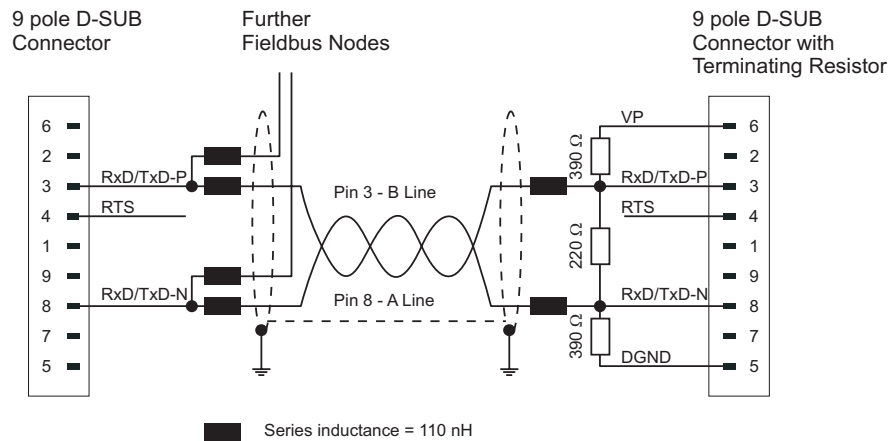 9 pole D-SUB
Connector
Further
Fieldbus Nodes
9 pole D-SUB
Connector with
Terminating Resistor
6
2
3
4
1
9
8
7
5
RxD/TxD-P
RTS
RxD/TxD-N
Pin 3 - B Line
Pin 8 - A Line
390 Ω
220 Ω
390 Ω
VP
RxD/TxD-P
RTS
RxD/TxD-N
DGND
6
2
3
4
1
9
8
7
5
Series inductance = 110 nH